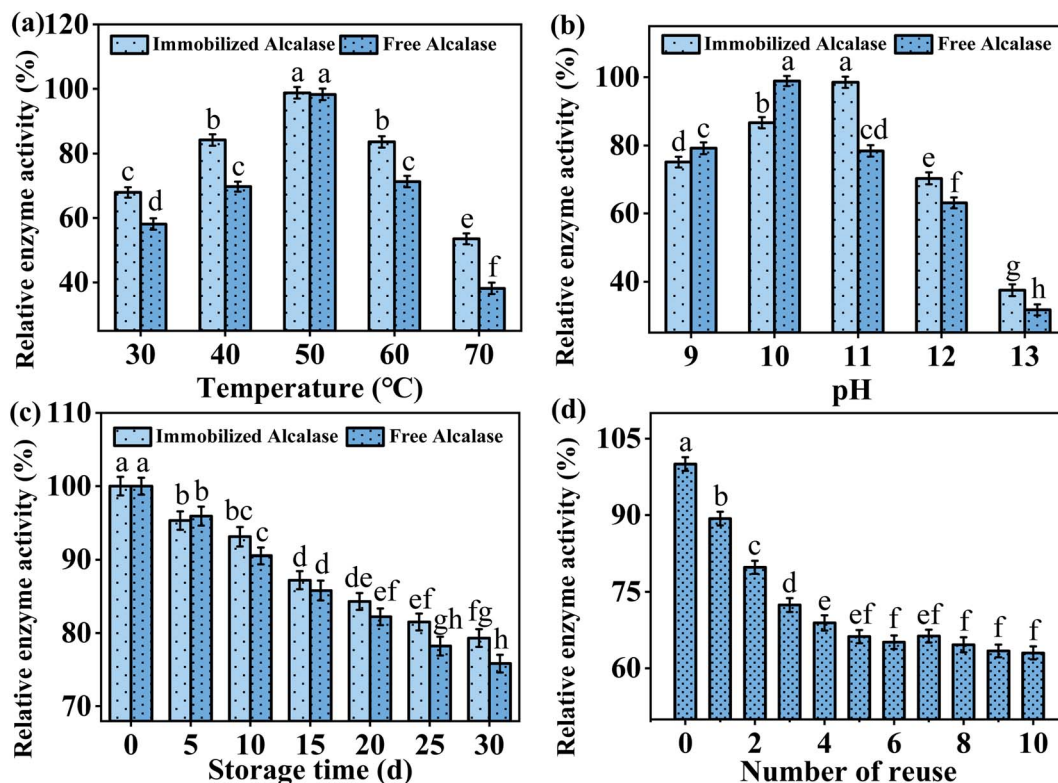 (a)
120
100
80
60
40
Relative enzyme activity (%)
Immobilized Alcalase Free Alcalase
c d b c a a b c e f
30 40 50 60 70
Temperature (°C)
(b)
100
80
60
40
Relative enzyme activity (%)
Immobilized Alcalase
Free Alcalase
d c b a a cd e f g h
9 10 11 12 13
pH
(c)
110
100
90
80
70
Relative enzyme activity (%)
Immobilized Alcalase Free Alcalase
a a b b bc c d d de ef ef gh fg h
0 5 10 15 20 25 30
Storage time (d)
(d)
105
90
75
60
Relative enzyme activity (%)
a b c d e ef f ef f f f
0 2 4 6 8 10
Number of reuse